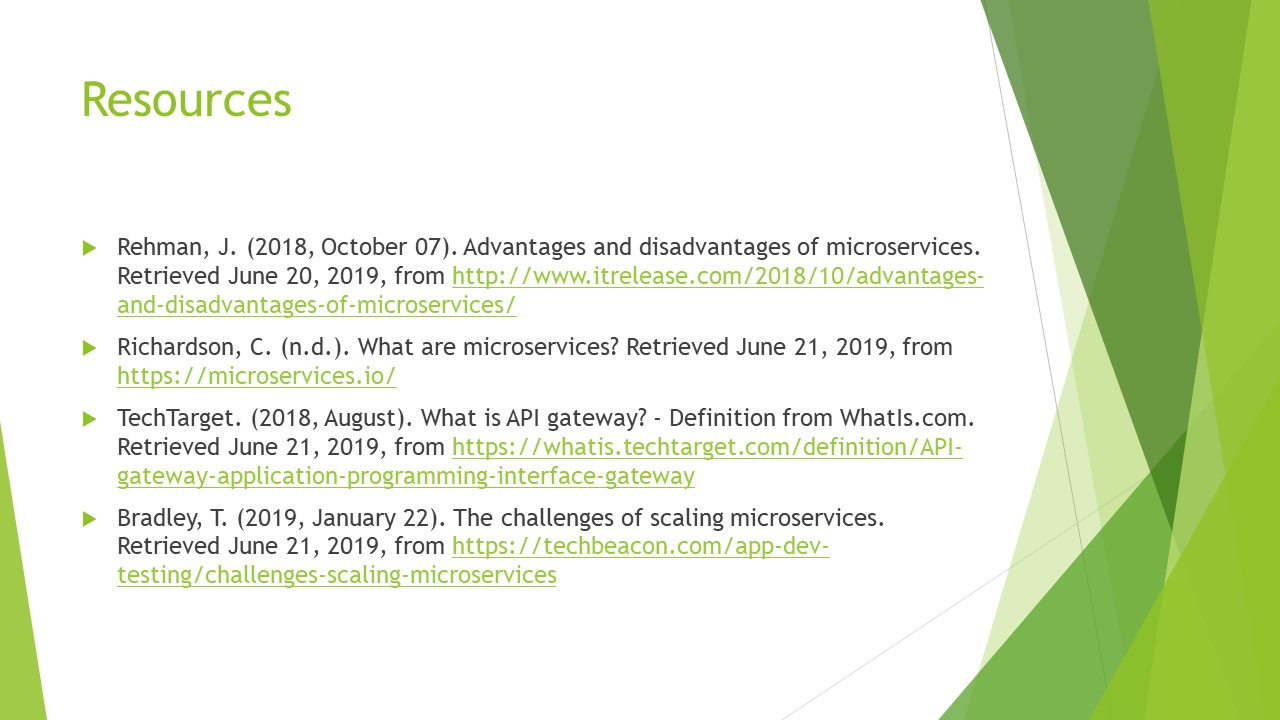 Resources
Rehman, J. (2018, October 07). Advantages and disadvantages of microservices.
Retrieved June 20, 2019, from http://www.itrelease.com/2018/10/advantages-
and-disadvantages-of-microservices/
Richardson, C. (n.d.). What are microservices? Retrieved June 21, 2019, from
https://microservices.io/
TechTarget. (2018, August). What is API gateway? - Definition from WhatIs.com.
Retrieved June 21, 2019, from https://whatis.techtarget.com/definition/API-
gateway-application-programming-interface-gateway
Bradley, T. (2019, January 22). The challenges of scaling microservices.
Retrieved June 21, 2019, from https://techbeacon.com/app-dev-
testing/challenges-scaling-microservices